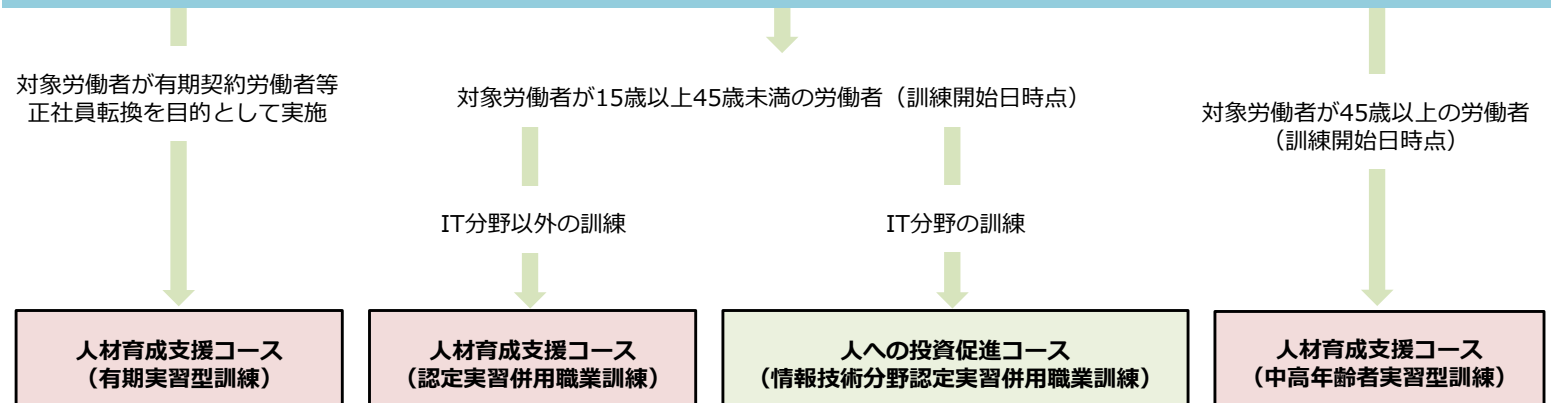 対象労働者が有期契約労働者等
正社員転換を目的として実施
対象労働者が15歳以上45歳未満の労働者（訓練開始日時点）
対象労働者が45歳以上の労働者
（訓練開始日時点）
IT分野以外の訓練
IT分野の訓練
人材育成支援コース
（有期実習型訓練）
人材育成支援コース
（認定実習併用職業訓練）
人への投資促進コース
（情報技術分野認定実習併用職業訓練）
人材育成支援コース
（中高年齢者実習型訓練）